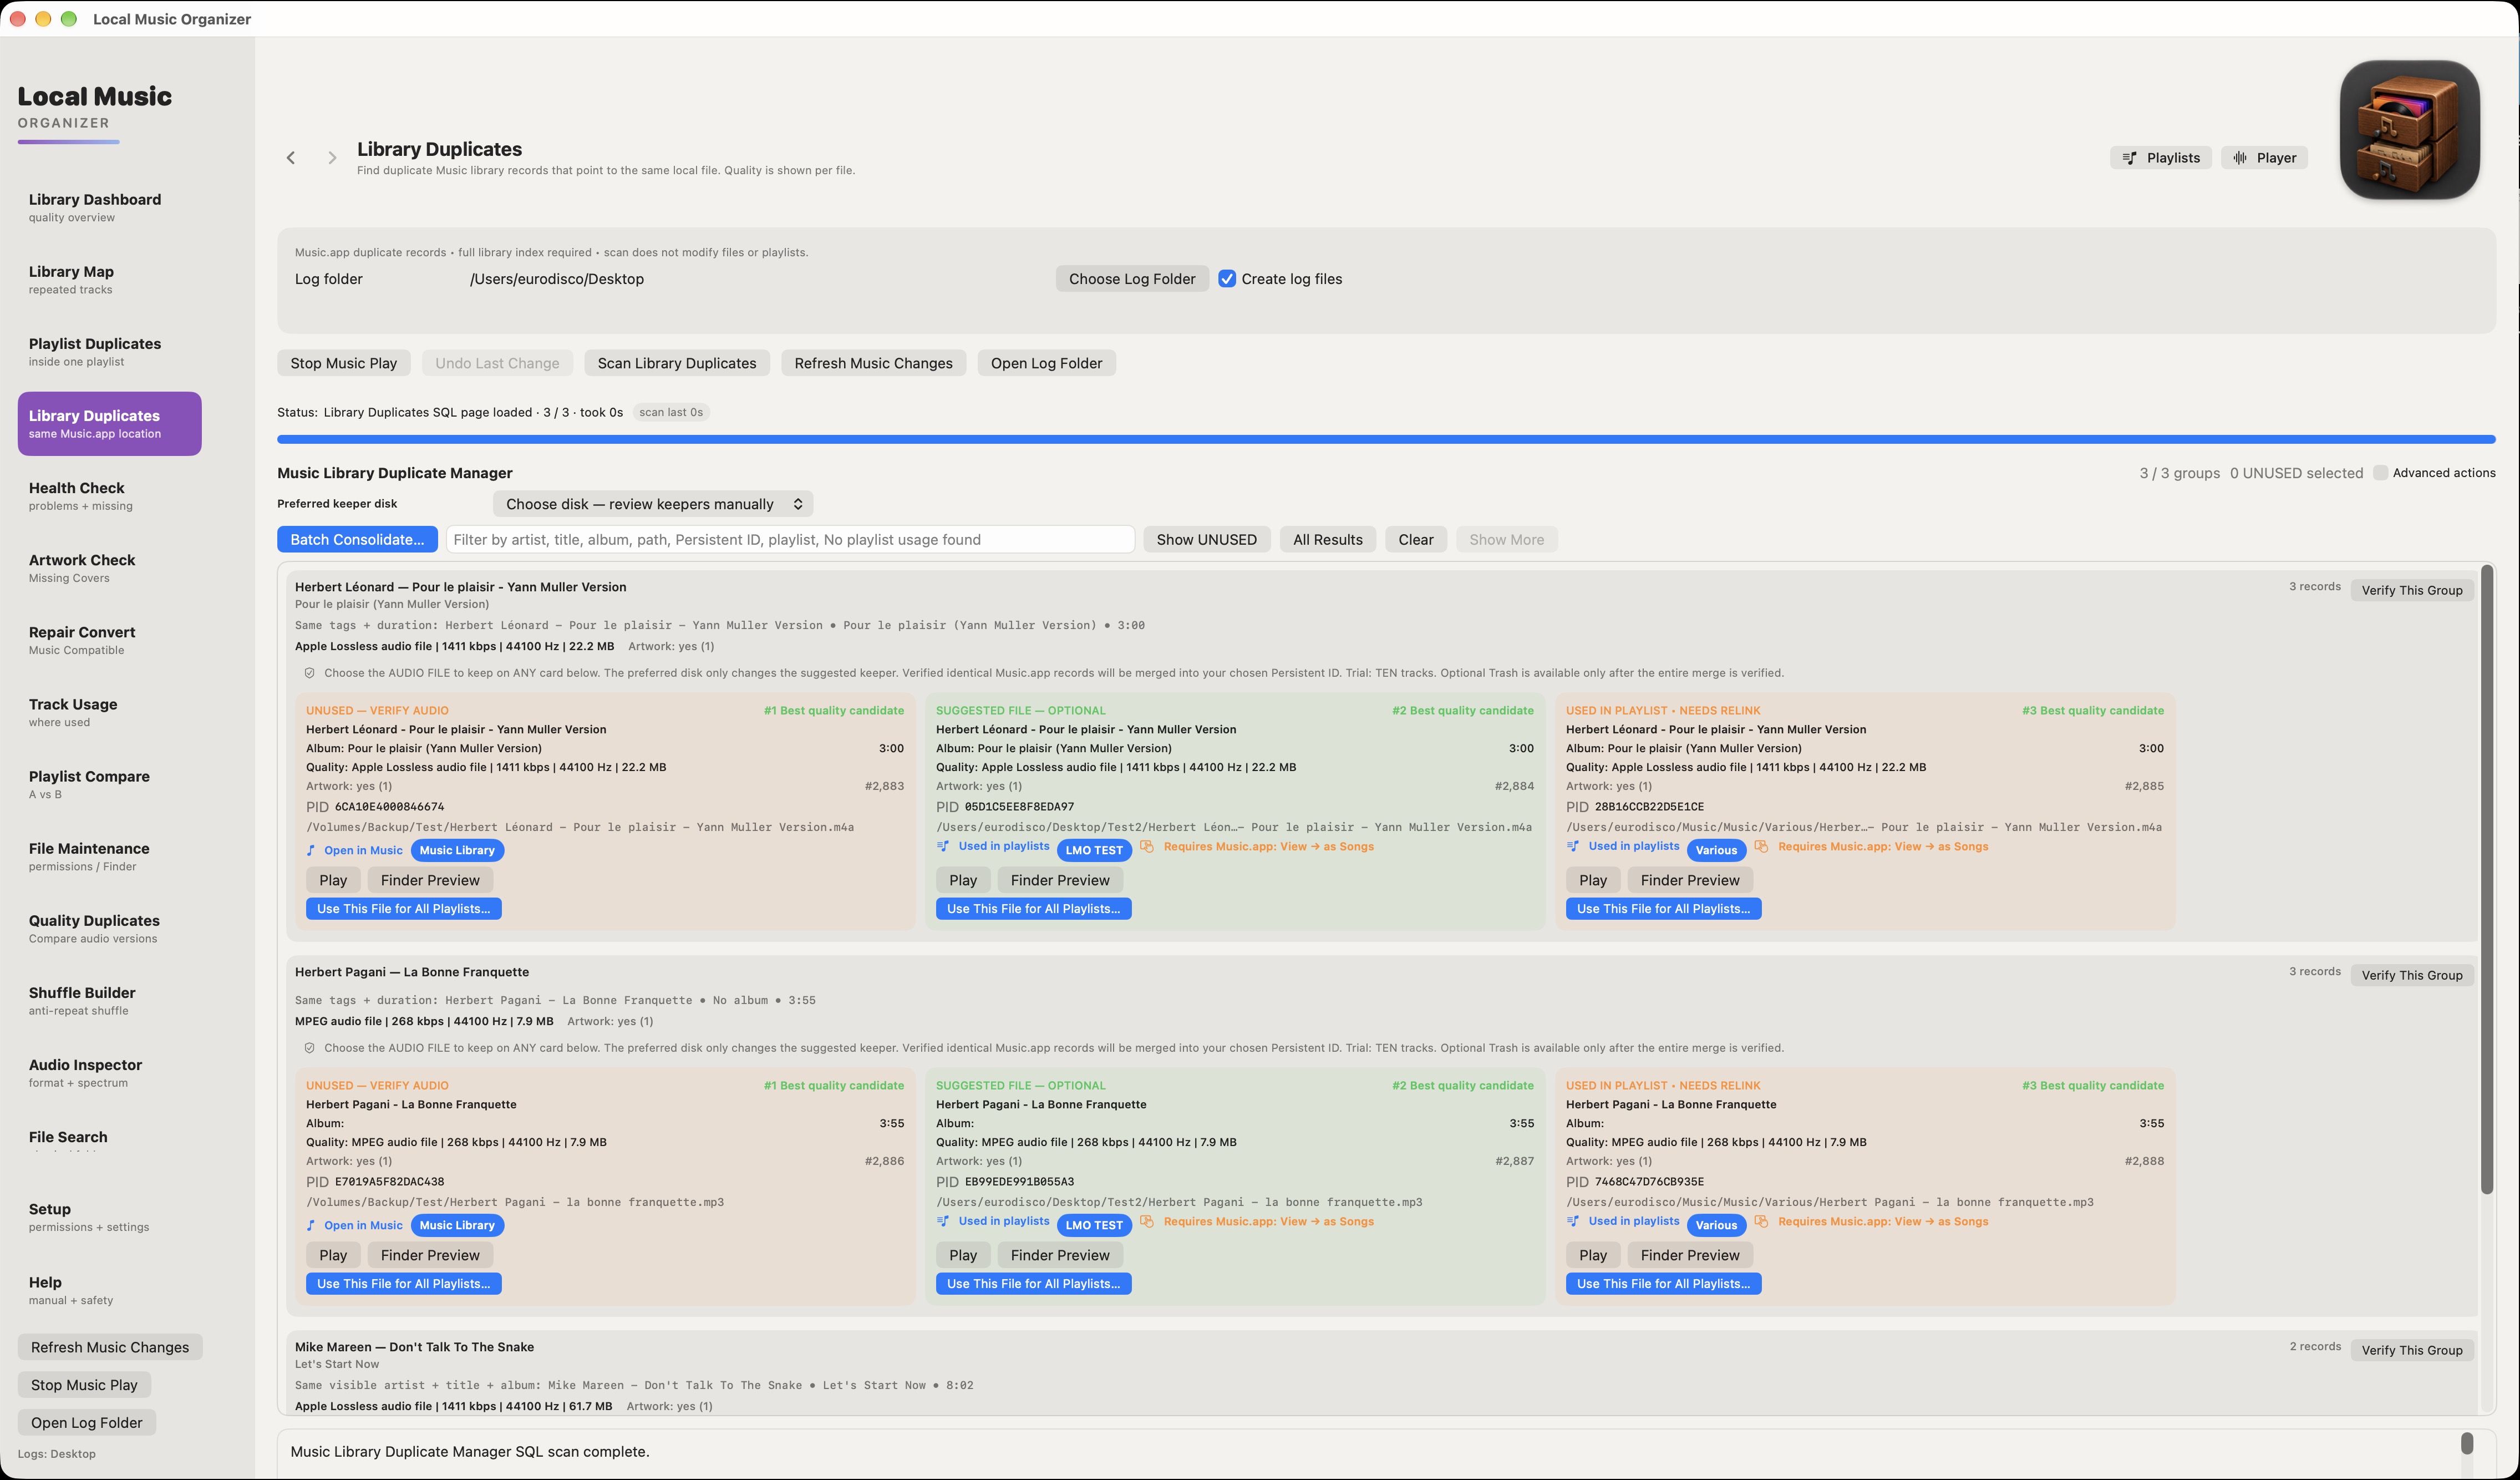 Local Music Organizer
Local Music
ORGANIZER
Library Dashboard
quality overview
Library Map
repeated tracks
Playlist Duplicates
inside one playlist
Library Duplicates
same Music.app location
Health Check
problems + missing
Artwork Check
Missing Covers
Repair Convert
Music Compatible
Track Usage
where used
Playlist Compare
A vs B
File Maintenance
permissions / Finder
Quality Duplicates
Compare audio versions
Shuffle Builder
anti-repeat shuffle
Audio Inspector
format + spectrum
File Search
Setup
permissions + settings
Help
manual + safety
Refresh Music Changes
Stop Music Play
Open Log Folder
Logs: Desktop
Library Duplicates
Find duplicate Music library records that point to the same local file. Quality is shown per file.
Playlists
Player
Music.app duplicate records • full library index required • scan does not modify files or playlists.
Log folder /Users/eurodisco/Desktop Choose Log Folder Create log files
Stop Music Play Undo Last Change Scan Library Duplicates Refresh Music Changes Open Log Folder
Status: Library Duplicates SQL page loaded · 3 / 3 · took 0s scan last 0s
Music Library Duplicate Manager 3 / 3 groups 0 UNUSED selected Advanced actions
Preferred keeper disk Choose disk — review keepers manually
Batch Consolidate... Filter by artist, title, album, path, Persistent ID, playlist, No playlist usage found Show UNUSED All Results Clear Show More
Herbert Léonard — Pour le plaisir - Yann Muller Version 3 records Verify This Group
Pour le plaisir (Yann Muller Version)
Same tags + duration: Herbert Léonard – Pour le plaisir – Yann Muller Version • Pour le plaisir (Yann Muller Version) • 3:00
Apple Lossless audio file | 1411 kbps | 44100 Hz | 22.2 MB Artwork: yes (1)
Choose the AUDIO FILE to keep on ANY card below. The preferred disk only changes the suggested keeper. Verified identical Music.app records will be merged into your chosen Persistent ID. Trial: TEN tracks. Optional Trash is available only after the entire merge is verified.
UNUSED — VERIFY AUDIO #1 Best quality candidate
Herbert Léonard - Pour le plaisir - Yann Muller Version
Album: Pour le plaisir (Yann Muller Version) 3:00
Quality: Apple Lossless audio file | 1411 kbps | 44100 Hz | 22.2 MB
Artwork: yes (1) #2,883
PID 6CA10E4000846674
/Volumes/Backup/Test/Herbert Léonard – Pour le plaisir – Yann Muller Version.m4a
Open in Music Music Library
Play Finder Preview
Use This File for All Playlists...
SUGGESTED FILE — OPTIONAL #2 Best quality candidate
Herbert Léonard - Pour le plaisir - Yann Muller Version
Album: Pour le plaisir (Yann Muller Version) 3:00
Quality: Apple Lossless audio file | 1411 kbps | 44100 Hz | 22.2 MB
Artwork: yes (1) #2,884
PID 05D1C5EE8F8EDA97
/Users/eurodisco/Desktop/Test2/Herbert Léon…– Pour le plaisir – Yann Muller Version.m4a
Used in playlists LMO TEST Requires Music.app: View → as Songs
Play Finder Preview
Use This File for All Playlists...
USED IN PLAYLIST • NEEDS RELINK #3 Best quality candidate
Herbert Léonard - Pour le plaisir - Yann Muller Version
Album: Pour le plaisir (Yann Muller Version) 3:00
Quality: Apple Lossless audio file | 1411 kbps | 44100 Hz | 22.2 MB
Artwork: yes (1) #2,885
PID 28B16CCB22D5E1CE
/Users/eurodisco/Music/Music/Various/Herber…– Pour le plaisir – Yann Muller Version.m4a
Used in playlists Various Requires Music.app: View → as Songs
Play Finder Preview
Use This File for All Playlists...
Herbert Pagani — La Bonne Franquette 3 records Verify This Group
Same tags + duration: Herbert Pagani – La Bonne Franquette • No album • 3:55
MPEG audio file | 268 kbps | 44100 Hz | 7.9 MB Artwork: yes (1)
Choose the AUDIO FILE to keep on ANY card below. The preferred disk only changes the suggested keeper. Verified identical Music.app records will be merged into your chosen Persistent ID. Trial: TEN tracks. Optional Trash is available only after the entire merge is verified.
UNUSED — VERIFY AUDIO #1 Best quality candidate
Herbert Pagani - La Bonne Franquette
Album: 3:55
Quality: MPEG audio file | 268 kbps | 44100 Hz | 7.9 MB
Artwork: yes (1) #2,886
PID E7019A5F82DAC438
/Volumes/Backup/Test/Herbert Pagani – la bonne franquette.mp3
Open in Music Music Library
Play Finder Preview
Use This File for All Playlists...
SUGGESTED FILE — OPTIONAL #2 Best quality candidate
Herbert Pagani - La Bonne Franquette
Album: 3:55
Quality: MPEG audio file | 268 kbps | 44100 Hz | 7.9 MB
Artwork: yes (1) #2,887
PID EB99EDE991B055A3
/Users/eurodisco/Desktop/Test2/Herbert Pagani – la bonne franquette.mp3
Used in playlists LMO TEST Requires Music.app: View → as Songs
Play Finder Preview
Use This File for All Playlists...
USED IN PLAYLIST • NEEDS RELINK #3 Best quality candidate
Herbert Pagani - La Bonne Franquette
Album: 3:55
Quality: MPEG audio file | 268 kbps | 44100 Hz | 7.9 MB
Artwork: yes (1) #2,888
PID 7468C47D76CB935E
/Users/eurodisco/Music/Music/Various/Herbert Pagani – la bonne franquette.mp3
Used in playlists Various Requires Music.app: View → as Songs
Play Finder Preview
Use This File for All Playlists...
Mike Mareen — Don't Talk To The Snake 2 records Verify This Group
Let's Start Now
Same visible artist + title + album: Mike Mareen – Don't Talk To The Snake • Let's Start Now • 8:02
Apple Lossless audio file | 1411 kbps | 44100 Hz | 61.7 MB Artwork: yes (1)
Music Library Duplicate Manager SQL scan complete.